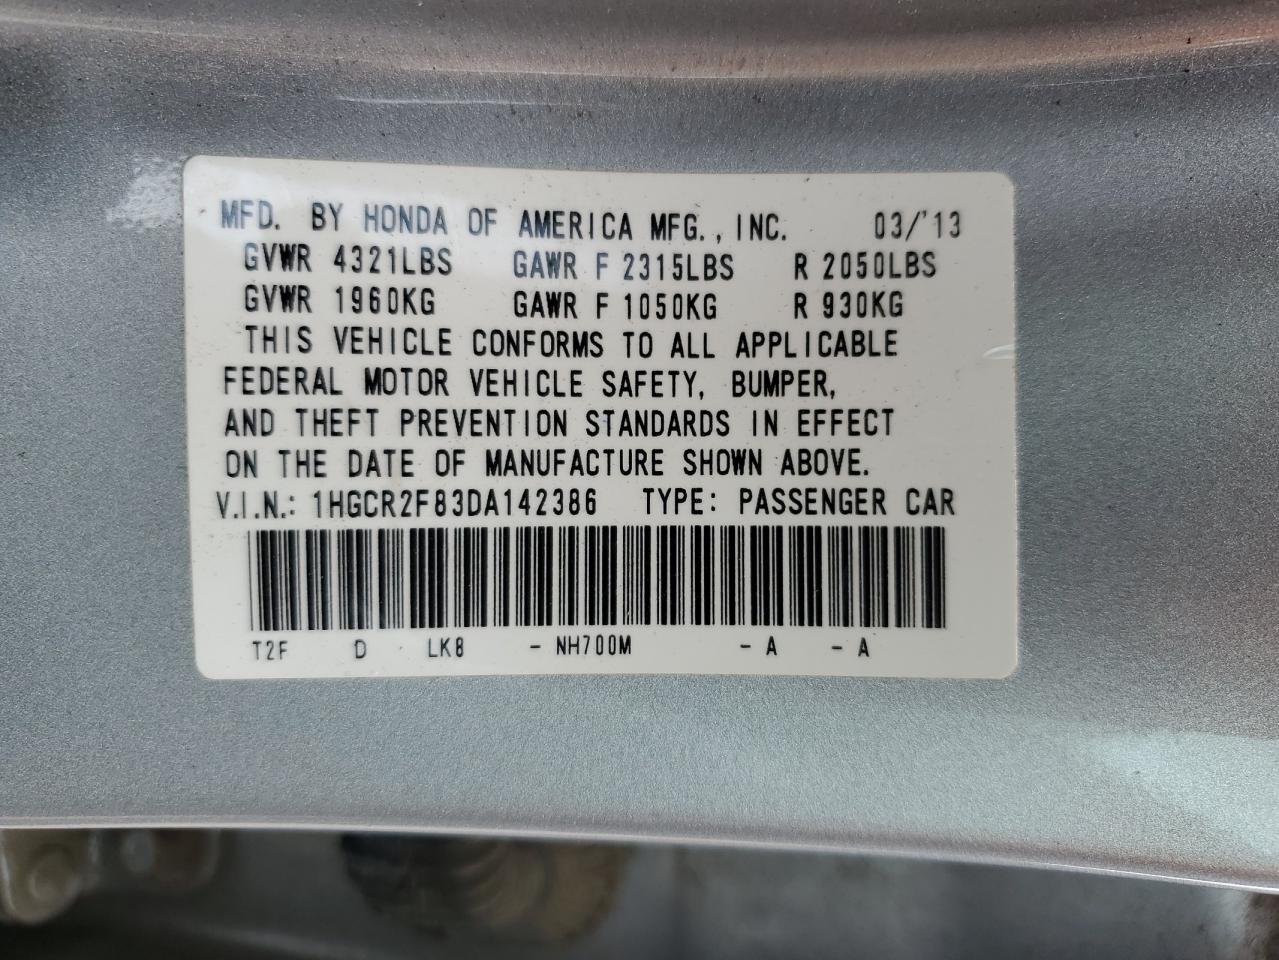 MFD. BY HONDA OF AMERICA MFG., INC. 03/'13
GVWR 4321LBS GAWR F 2315LBS R 2050LBS
GVWR 1960KG GAWR F 1050KG R 930KG
THIS VEHICLE CONFORMS TO ALL APPLICABLE
FEDERAL MOTOR VEHICLE SAFETY, BUMPER,
AND THEFT PREVENTION STANDARDS IN EFFECT
ON THE DATE OF MANUFACTURE SHOWN ABOVE.
V.I.N.: 1HGCR2F83DA142386 TYPE: PASSENGER CAR
T2F D LK8 - NH700M - A - A